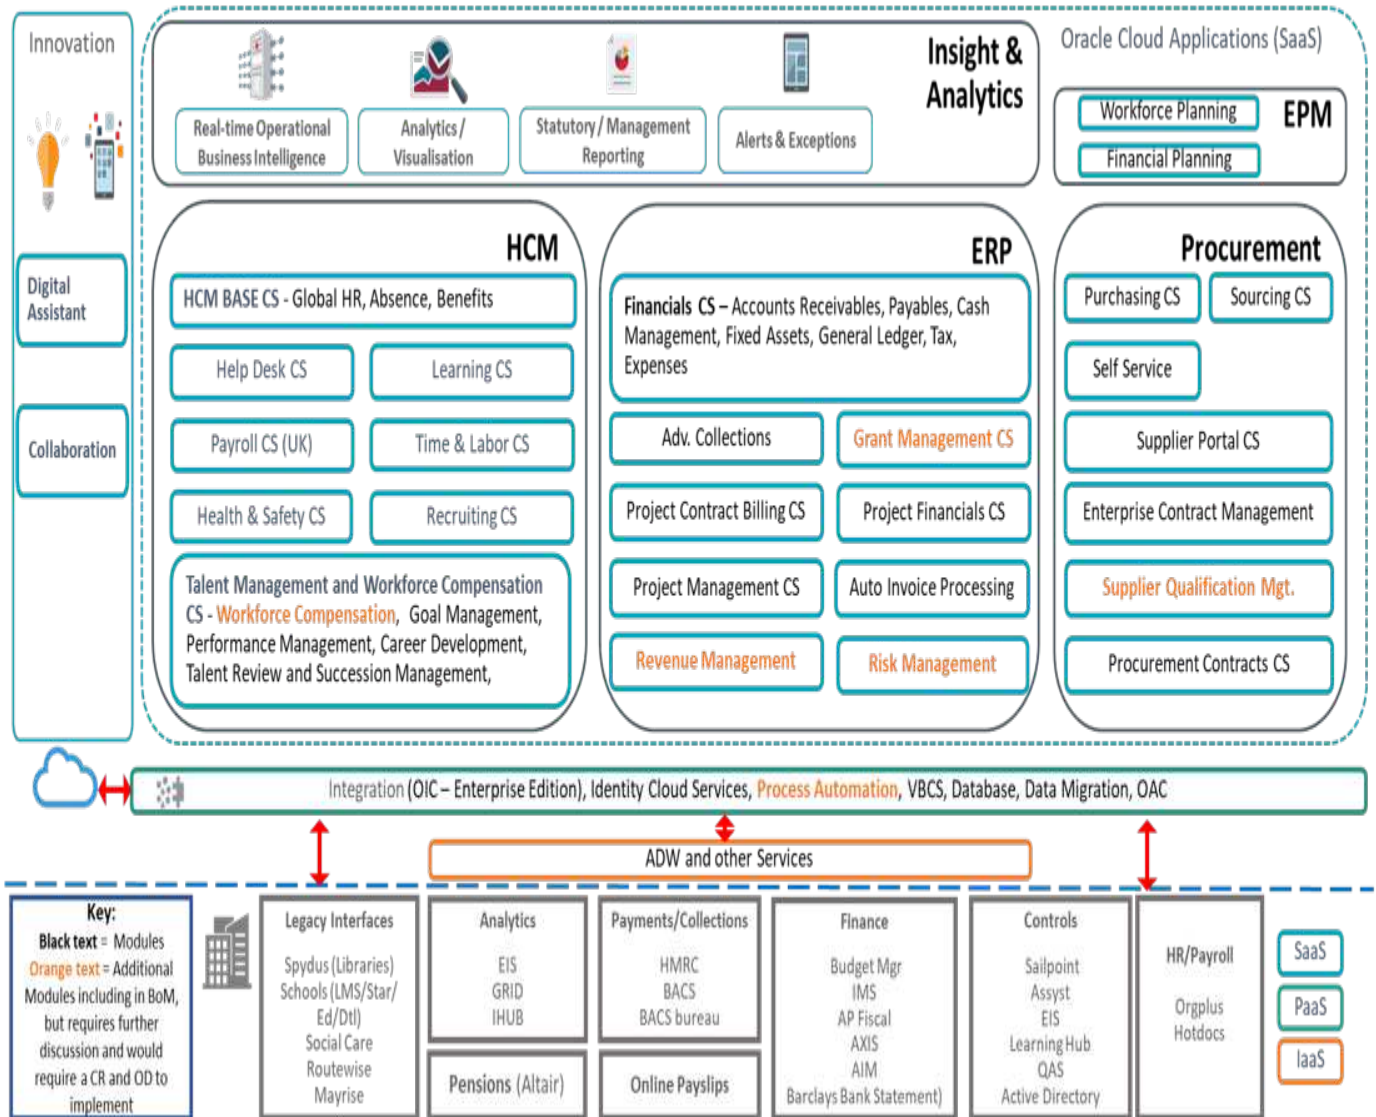 Innovation
Digital
Assistant
Collaboration
Insight &
Analytics
Real-time Operational
Business Intelligence
Analytics /
Visualisation
Statutory / Management
Reporting
Alerts & Exceptions
Oracle Cloud Applications (SaaS)
Workforce Planning
EPM
Financial Planning
HCM
HCM BASE CS - Global HR, Absence, Benefits
Help Desk CS
Learning CS
Payroll CS (UK)
Time & Labor CS
Health & Safety CS
Recruiting CS
Talent Management and Workforce Compensation
CS - Workforce Compensation, Goal Management,
Performance Management, Career Development,
Talent Review and Succession Management,
ERP
Financials CS – Accounts Receivables, Payables, Cash
Management, Fixed Assets, General Ledger, Tax,
Expenses
Adv. Collections
Grant Management CS
Project Contract Billing CS
Project Financials CS
Project Management CS
Auto Invoice Processing
Revenue Management
Risk Management
Procurement
Purchasing CS
Sourcing CS
Self Service
Supplier Portal CS
Enterprise Contract Management
Supplier Qualification Mgt.
Procurement Contracts CS
Integration (OIC – Enterprise Edition), Identity Cloud Services, Process Automation, VBCS, Database, Data Migration, OAC
ADW and other Services
Key:
Black text = Modules
Orange text = Additional
Modules including in BoM,
but requires further
discussion and would
require a CR and OD to
implement
Legacy Interfaces
Spydus (Libraries)
Schools (LMS/Star/
Ed/Dtl)
Social Care
Routewise
Mayrise
Analytics
EIS
GRID
IHUB
Pensions (Altair)
Payments/Collections
HMRC
BACS
BACS bureau
Online Payslips
Finance
Budget Mgr
IMS
AP Fiscal
AXIS
AIM
Barclays Bank Statement)
Controls
Sailpoint
Assyst
EIS
Learning Hub
QAS
Active Directory
HR/Payroll
Orgplus
Hotdocs
SaaS
PaaS
IaaS